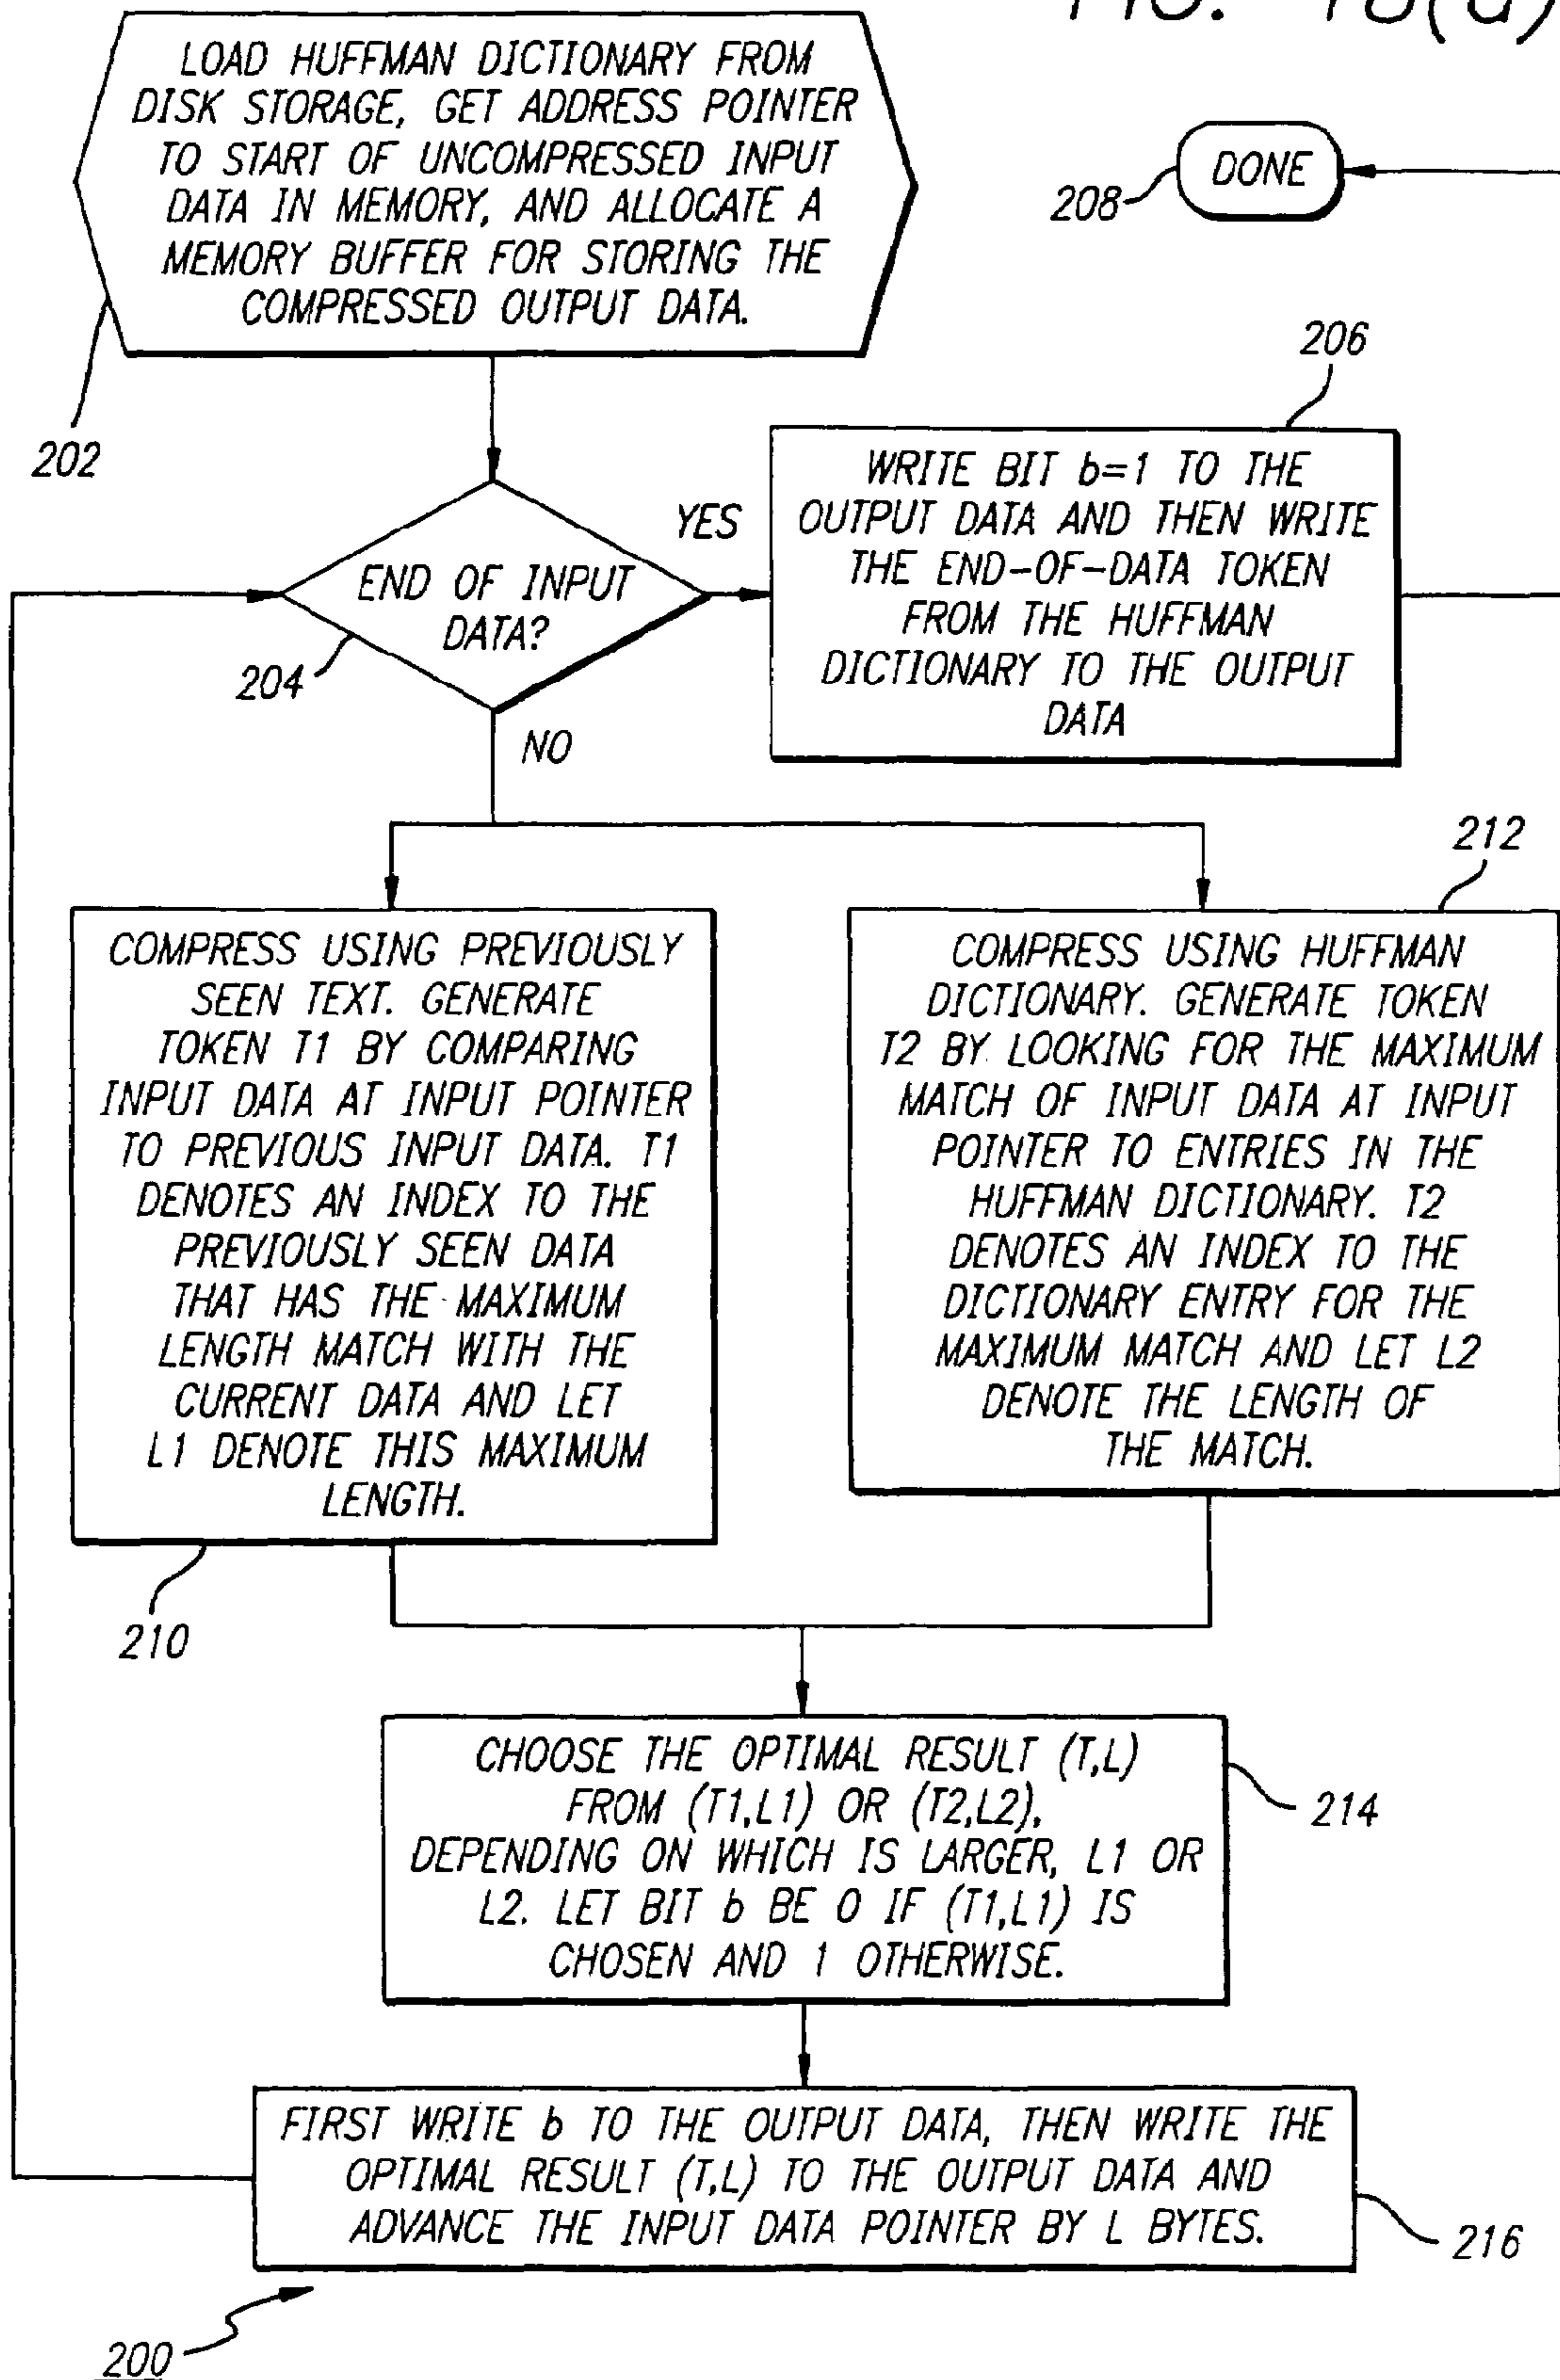 FIG.
LOAD HUFFMAN DICTIONARY FROM
DISK STORAGE, GET ADDRESS POINTER
TO START OF UNCOMPRESSED INPUT
DATA IN MEMORY, AND ALLOCATE A
MEMORY BUFFER FOR STORING THE
COMPRESSED OUTPUT DATA.
202
DONE
208
206
WRITE BIT b=1 TO THE
OUTPUT DATA AND THEN WRITE
THE END-OF-DATA TOKEN
FROM THE HUFFMAN
DICTIONARY TO THE OUTPUT
DATA
YES
END OF INPUT
DATA?
204
NO
COMPRESS USING PREVIOUSLY
SEEN TEXT. GENERATE
TOKEN T1 BY COMPARING
INPUT DATA AT INPUT POINTER
TO PREVIOUS INPUT DATA. T1
DENOTES AN INDEX TO THE
PREVIOUSLY SEEN DATA
THAT HAS THE MAXIMUM
LENGTH MATCH WITH THE
CURRENT DATA AND LET
L1 DENOTE THIS MAXIMUM
LENGTH.
210
212
COMPRESS USING HUFFMAN
DICTIONARY. GENERATE TOKEN
T2 BY LOOKING FOR THE MAXIMUM
MATCH OF INPUT DATA AT INPUT
POINTER TO ENTRIES IN THE
HUFFMAN DICTIONARY. T2
DENOTES AN INDEX TO THE
DICTIONARY ENTRY FOR THE
MAXIMUM MATCH AND LET L2
DENOTE THE LENGTH OF
THE MATCH.
CHOOSE THE OPTIMAL RESULT (T,L)
FROM (T1,L1) OR (T2,L2),
DEPENDING ON WHICH IS LARGER, L1 OR
L2. LET BIT b BE 0 IF (T1,L1) IS
CHOSEN AND 1 OTHERWISE.
214
FIRST WRITE b TO THE OUTPUT DATA, THEN WRITE THE
OPTIMAL RESULT (T,L) TO THE OUTPUT DATA AND
ADVANCE THE INPUT DATA POINTER BY L BYTES.
216
200